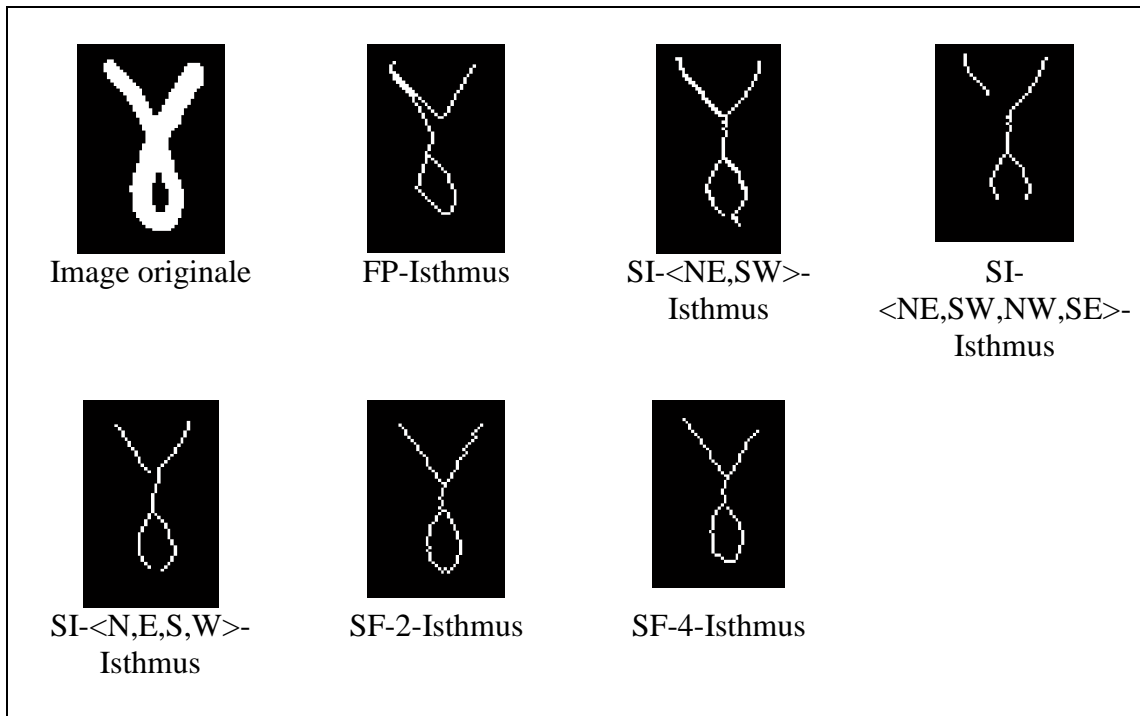 Image originale
FP-Isthmus
SI-<NE,SW>-
Isthmus
SI-
<NE,SW,NW,SE>-
Isthmus
SI-<N,E,S,W>-
Isthmus
SF-2-Isthmus
SF-4-Isthmus